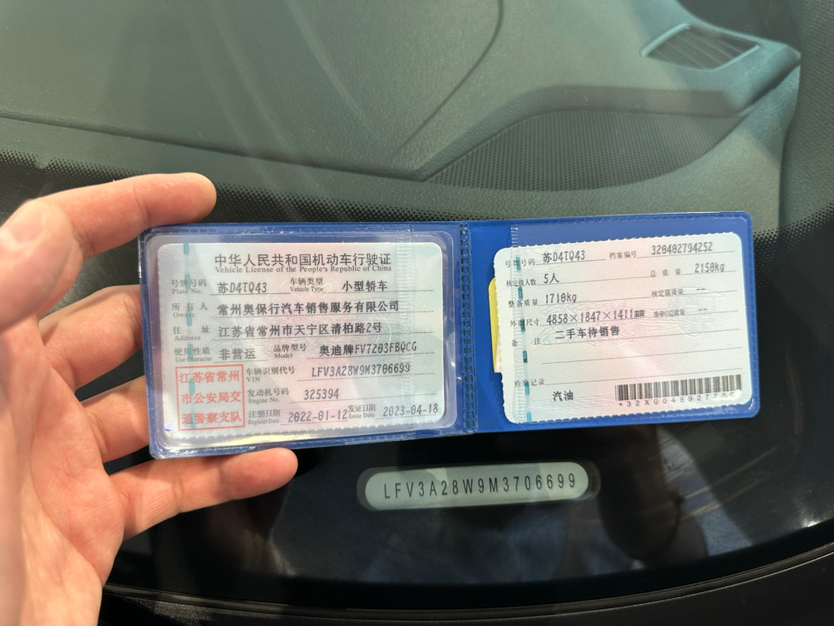 中华人民共和国机动车行驶证
Vehicle License of the People's Republic of China
号牌号码 苏D4TQ43 车辆类型 小型轿车
Plate No. Vehicle Type
所有人 常州奥保行汽车销售服务有限公司
Owner
住址 江苏省常州市天宁区清柏路2号
Address
使用性质 非营运 品牌型号 奥迪牌FV7203FBQCG
Use Character Model
江苏省常州
市公安局交
通警察支队
车辆识别代号 LFV3A28W9M3706699
VIN
发动机号码 325394
Engine No.
注册日期 2022-01-12 发证日期 2023-04-18
Register Date Issue Date
号牌号码 苏D4TQ43 档案编号 320402794252
核定载人数 5人 总质量 2150kg
整备质量 1710kg 核定载质量 --
外廓尺寸 4858×1847×1411mm --
备注 二手车待销售
检验记录
汽油
LFV3A28W9M3706699